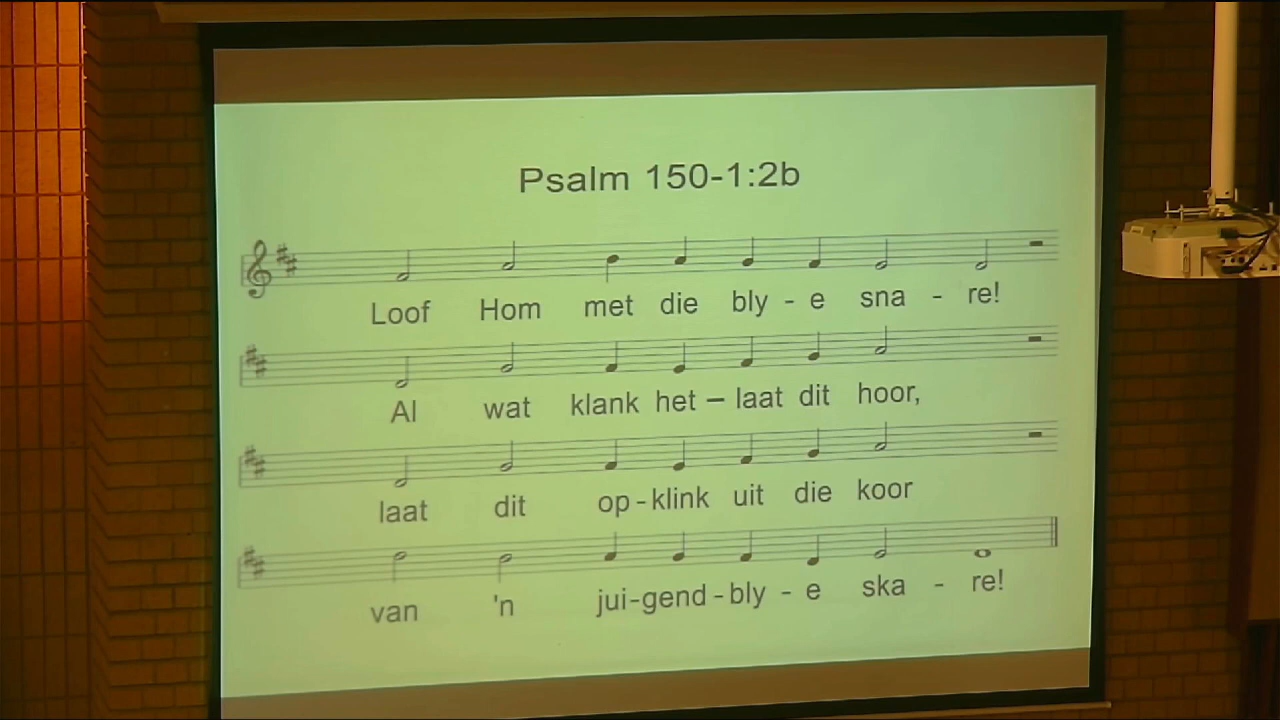 Psalm 150-1:2b
Loof Hom met die bly - e sna - re!
Al wat klank het – laat dit hoor,
laat dit op - klink uit die koor
van 'n jui-gend - bly - e ska - re!